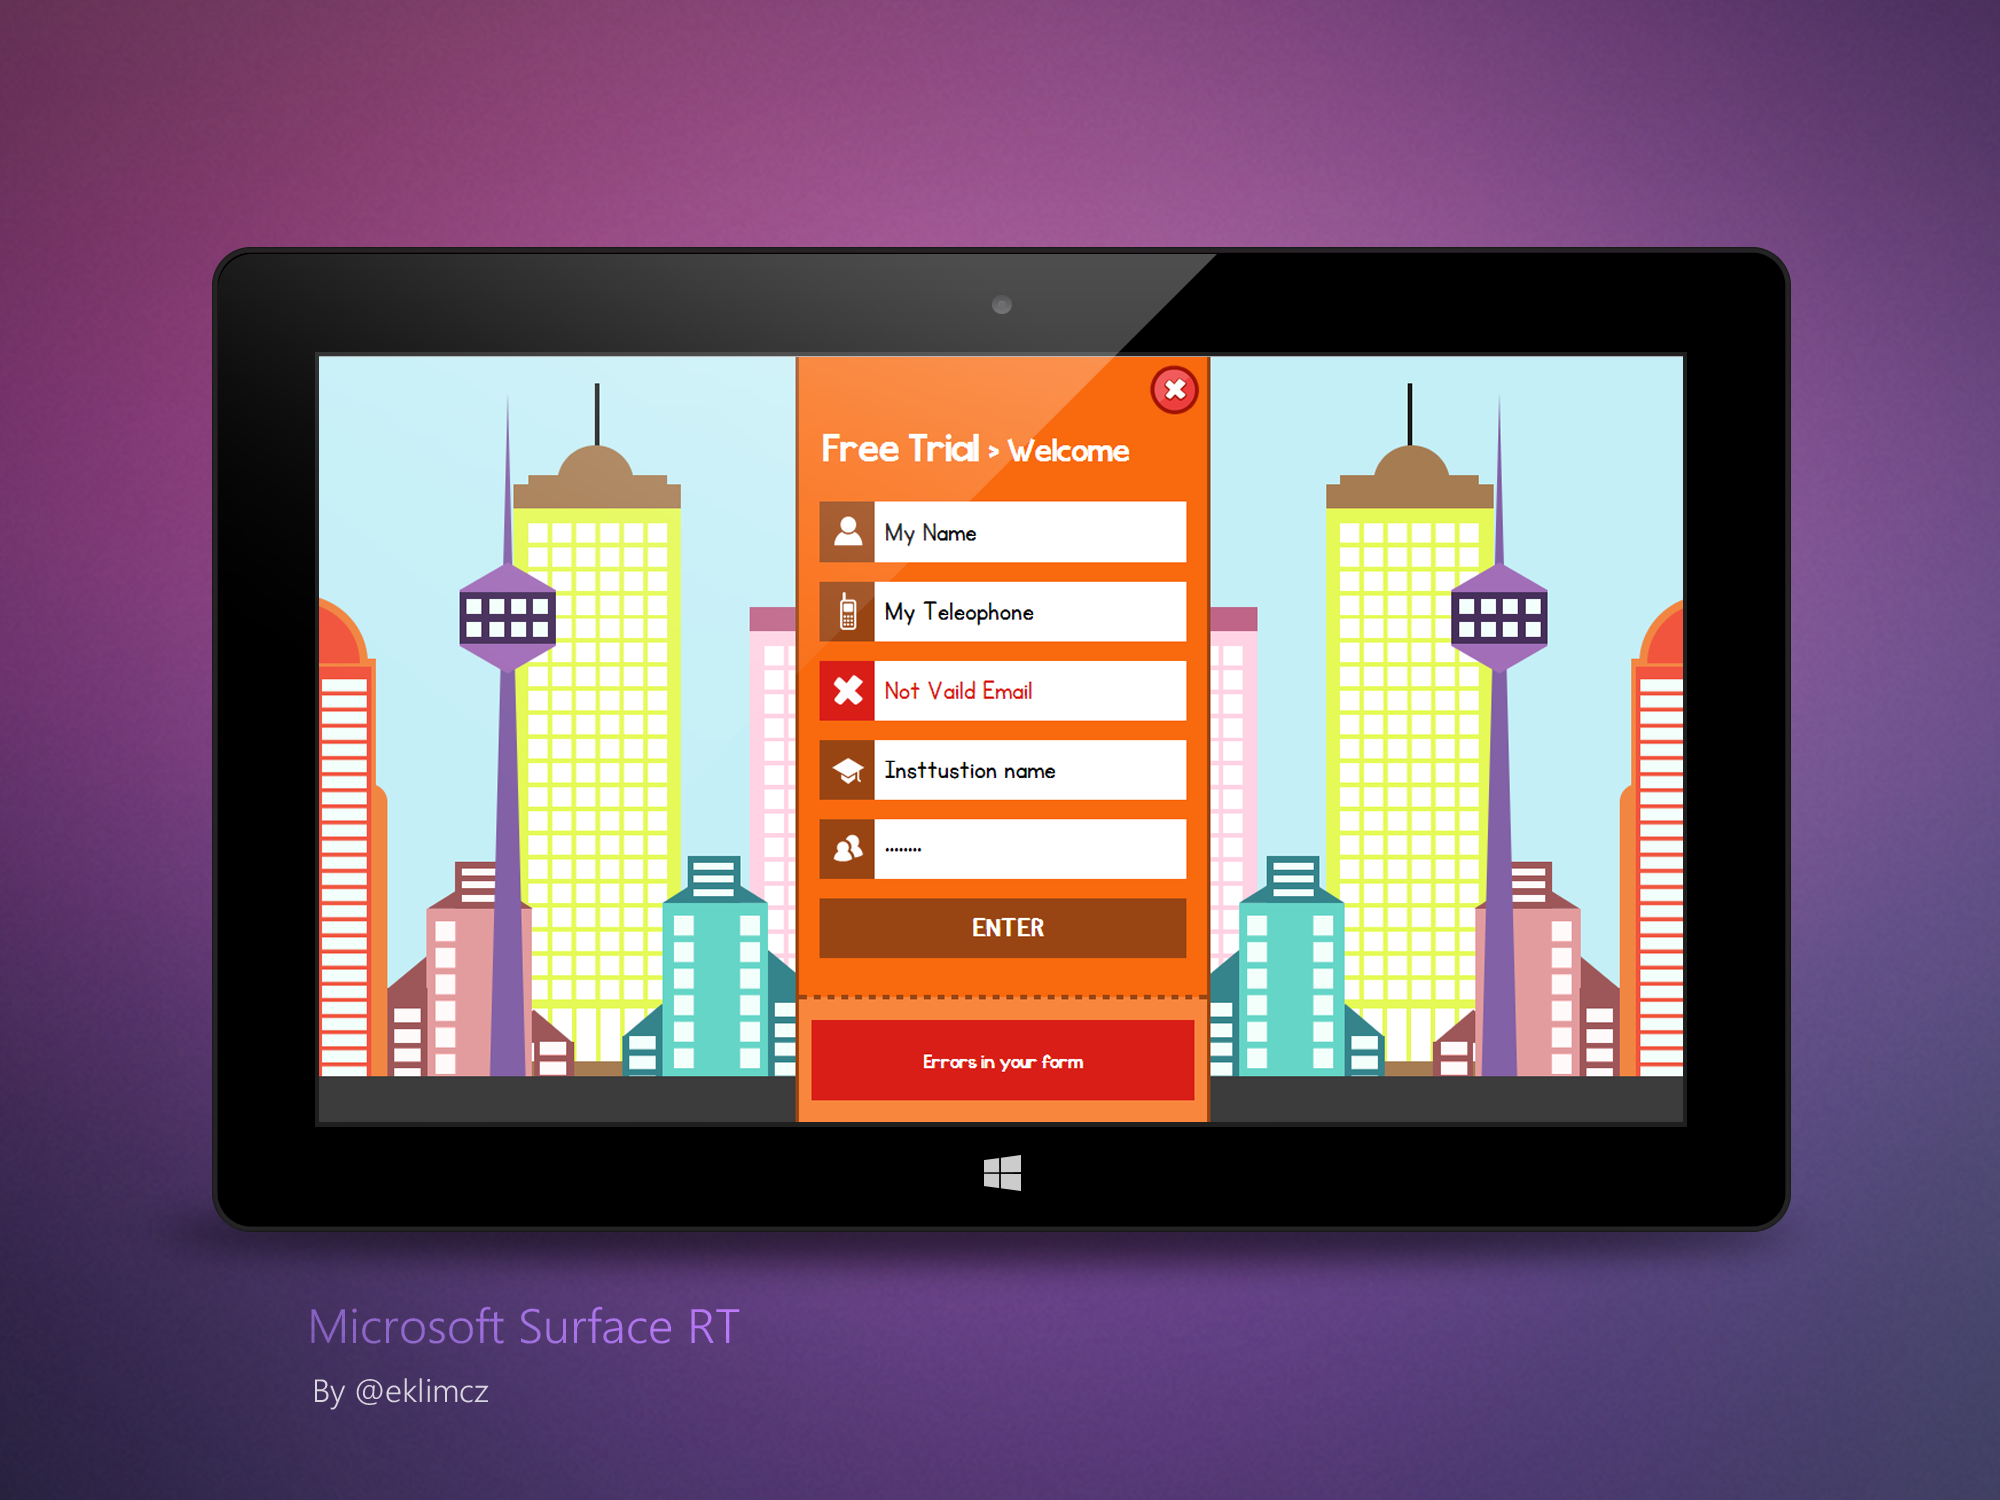 Free Trial > Welcome
My Name
My Teleophone
Not Vaild Email
Insttustion name
........
ENTER
Errors in your form
Microsoft Surface RT
By @eklimcz